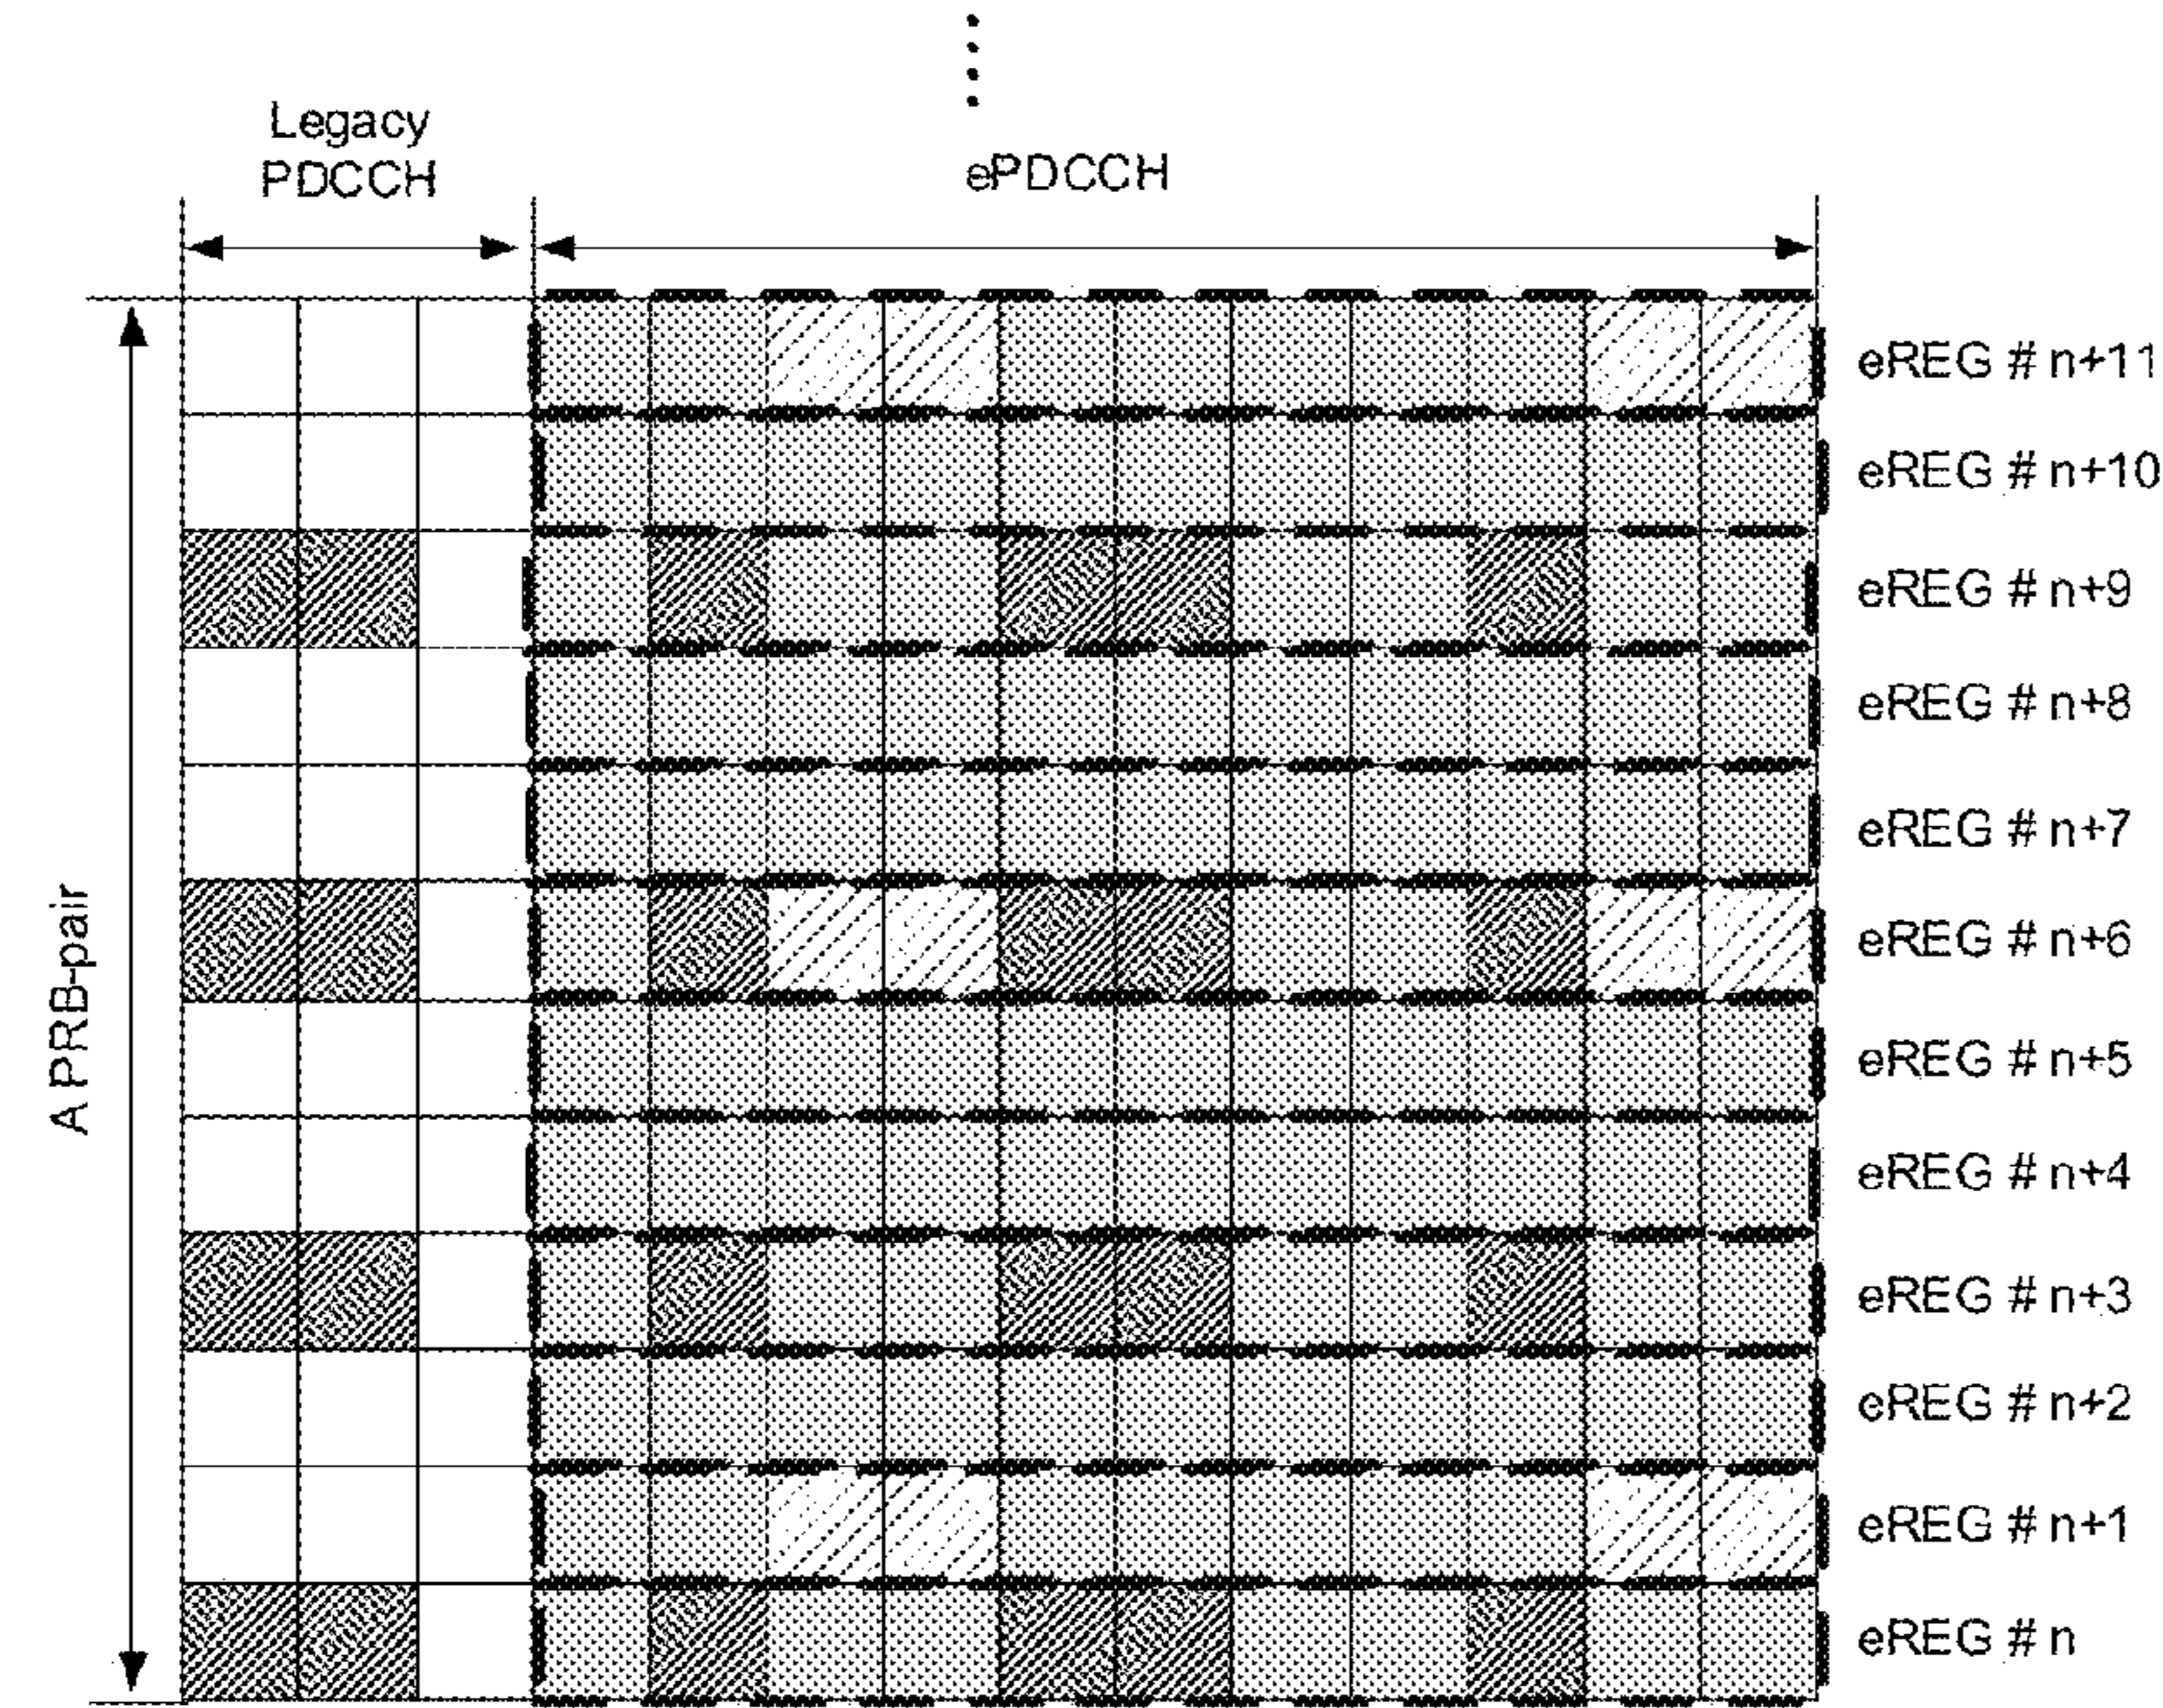 Legacy
PDCCH
ePDCCH
A PRB-pair
eREG # n+11
eREG # n+10
eREG # n+9
eREG # n+8
eREG # n+7
eREG # n+6
eREG # n+5
eREG # n+4
eREG # n+3
eREG # n+2
eREG # n+1
eREG # n